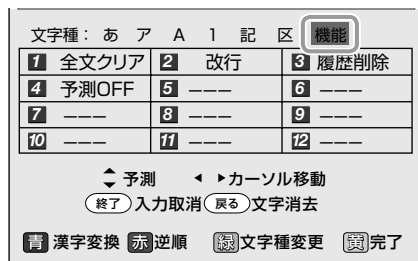 文字種： あ ア A 1 記 区 機能
1 全文クリア 2 改行 3 履歴削除
4 予測OFF 5 −−− 6 −−−
7 −−− 8 −−− 9 −−−
10 −−− 11 −−− 12 −−−
予測 カーソル移動
終了 入力取消 戻る 文字消去
青 漢字変換 赤 逆順 緑 文字種変更 黄 完了